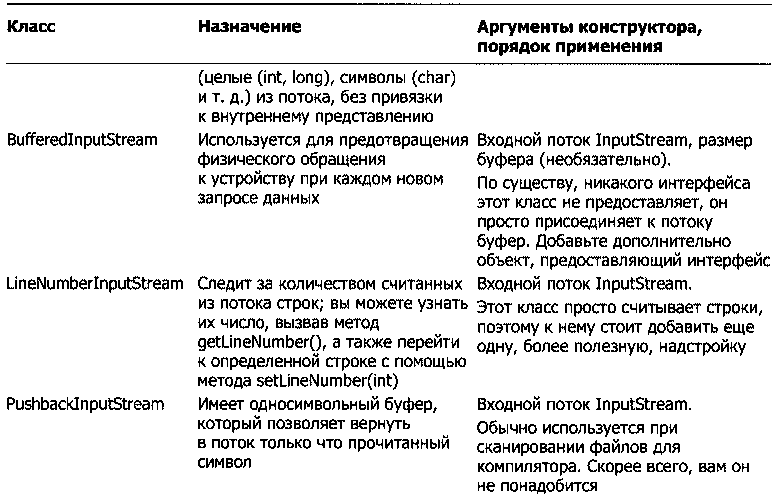 Класс
Назначение
Аргументы конструктора,
порядок применения
(целые (int, long), символы (char)
и т. д.) из потока, без привязки
к внутреннему представлению
BufferedInputStream
Используется для предотвращения
физического обращения
к устройству при каждом новом
запросе данных
Входной поток InputStream, размер
буфера (необязательно).
По существу, никакого интерфейса
этот класс не предоставляет, он
просто присоединяет к потоку
буфер. Добавьте дополнительно
объект, предоставляющий интерфейс
LineNumberInputStream
Следит за количеством считанных
из потока строк; вы можете узнать
их число, вызвав метод
getLineNumber(), а также перейти
к определенной строке с помощью
метода setLineNumber(int)
Входной поток InputStream.
Этот класс просто считывает строки,
поэтому к нему стоит добавить еще
одну, более полезную, надстройку
PushbackInputStream
Имеет односимвольный буфер,
который позволяет вернуть
в поток только что прочитанный
символ
Входной поток InputStream.
Обычно используется при
сканировании файлов для
компилятора. Скорее всего, вам он
не понадобится